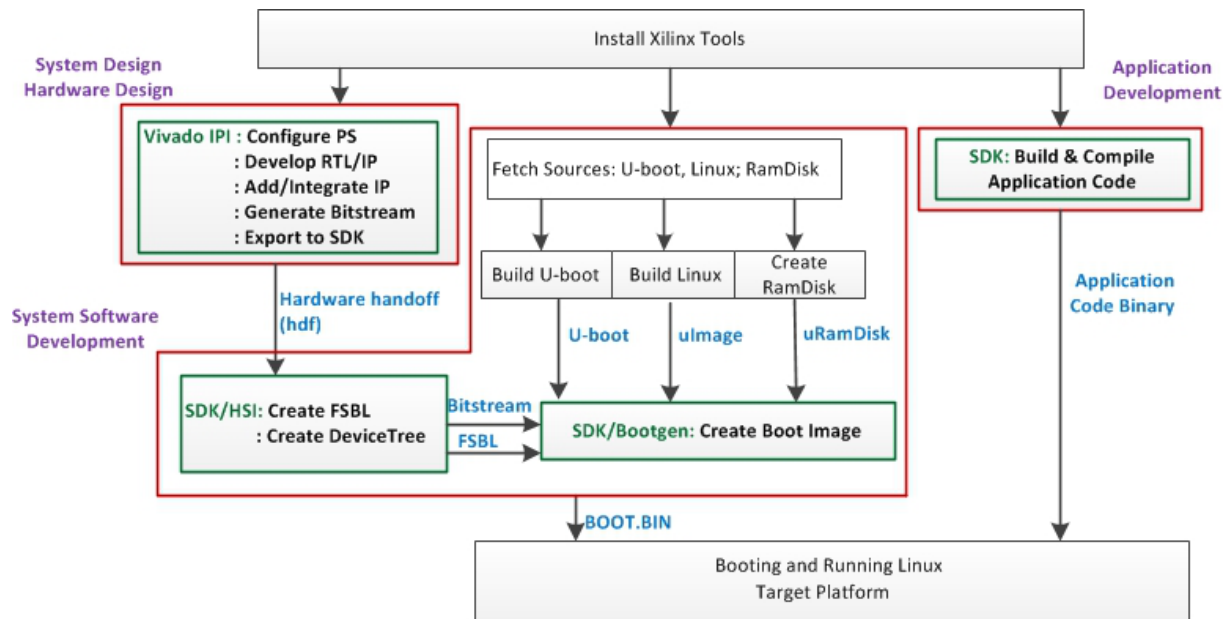 Install Xilinx Tools
System Design
Hardware Design
Application
Development
Vivado IPI : Configure PS
: Develop RTL/IP
: Add/Integrate IP
: Generate Bitstream
: Export to SDK
Fetch Sources: U-boot, Linux; RamDisk
SDK: Build & Compile
Application Code
Build U-boot
Build Linux
Create
RamDisk
Hardware handoff
(hdf)
System Software
Development
U-boot
uImage
uRamDisk
Application
Code Binary
SDK/HSI: Create FSBL
: Create DeviceTree
Bitstream
FSBL
SDK/Bootgen: Create Boot Image
BOOT.BIN
Booting and Running Linux
Target Platform